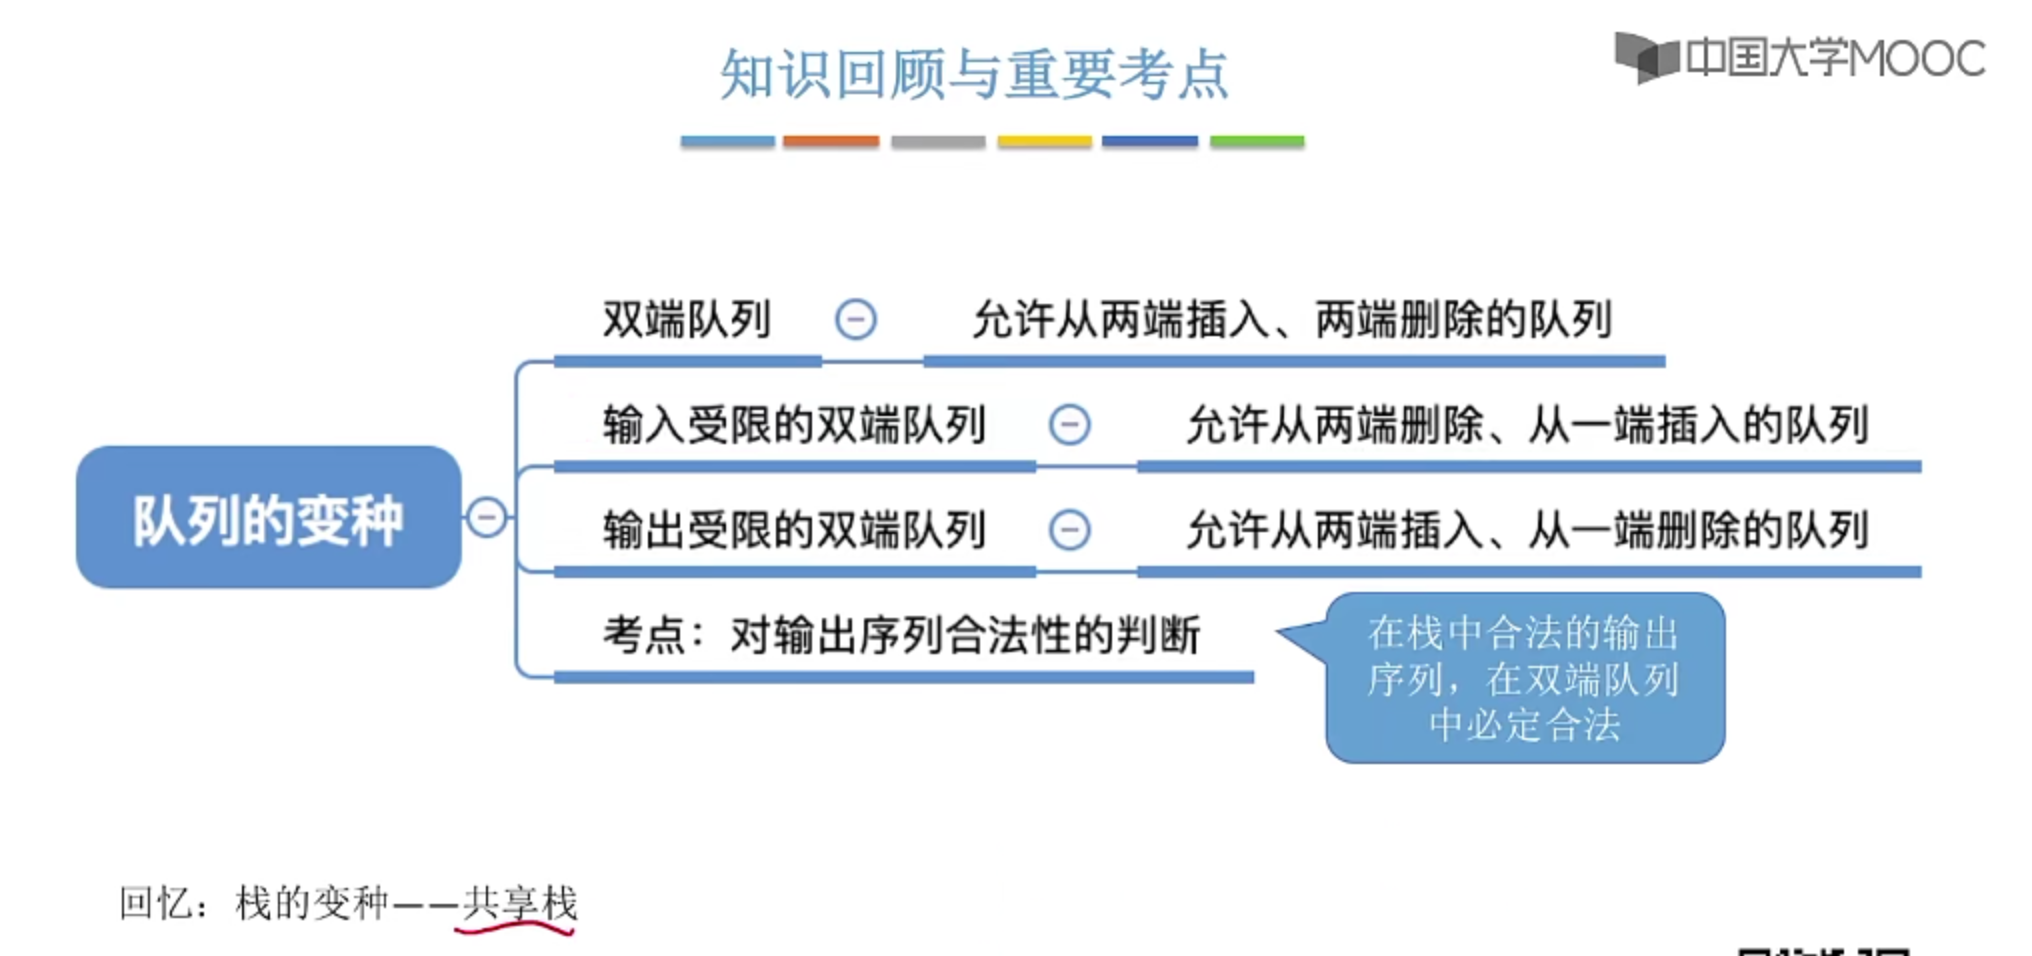 知识回顾与重要考点
中国大学MOOC
双端队列 允许从两端插入、两端删除的队列
输入受限的双端队列 允许从两端删除、从一端插入的队列
队列的变种
输出受限的双端队列 允许从两端插入、从一端删除的队列
考点：对输出序列合法性的判断
在栈中合法的输出
序列，在双端队列
中必定合法
回忆：栈的变种——共享栈